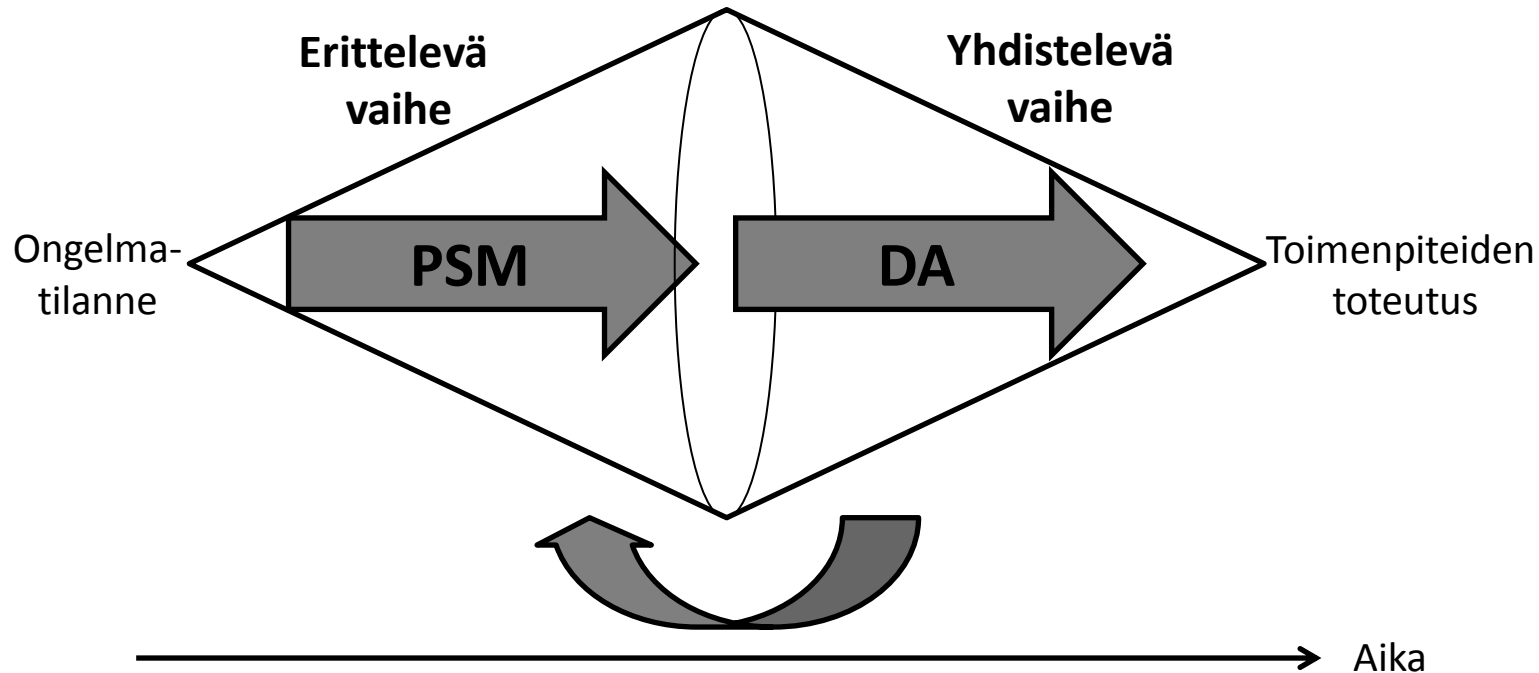 Erittelevä
vaihe
Yhdistelevä
vaihe
Ongelma-
tilanne
PSM
DA
Toimenpiteiden
toteutus
Aika